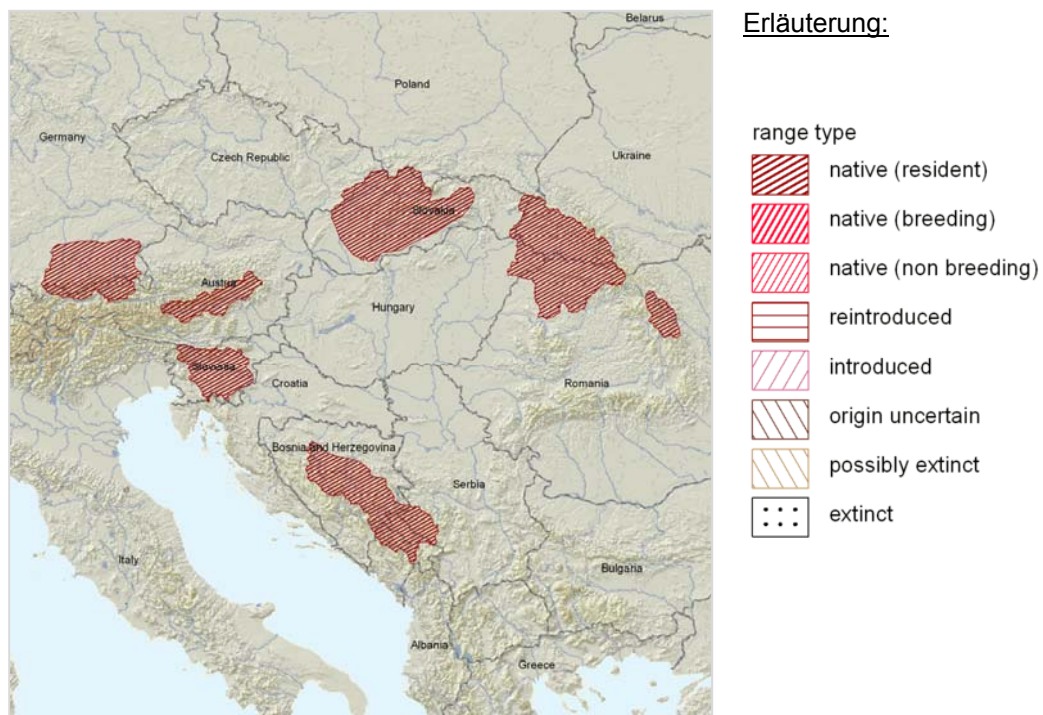 Belarus
Poland
Germany
Czech Republic
Ukraine
Slovakia
Austria
Hungary
Slovenia
Croatia
Romania
Bosnia and Herzegovina
Serbia
Italy
Bulgaria
Albania
Greece
Erläuterung:
range type
native (resident)
native (breeding)
native (non breeding)
reintroduced
introduced
origin uncertain
possibly extinct
extinct